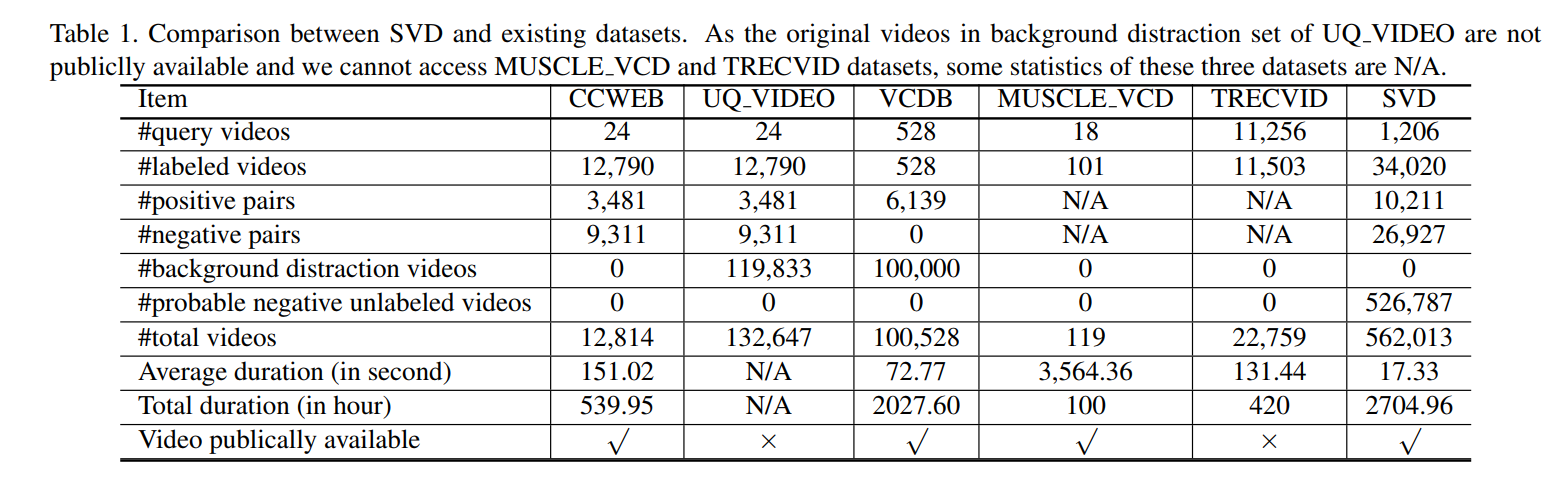 Table 1. Comparison between SVD and existing datasets. As the original videos in background distraction set of UQ_VIDEO are not
publiclly available and we cannot access MUSCLE_VCD and TRECVID datasets, some statistics of these three datasets are N/A.
Item CCWEB UQ_VIDEO VCDB MUSCLE_VCD TRECVID SVD
#query videos 24 24 528 18 11,256 1,206
#labeled videos 12,790 12,790 528 101 11,503 34,020
#positive pairs 3,481 3,481 6,139 N/A N/A 10,211
#negative pairs 9,311 9,311 0 N/A N/A 26,927
#background distraction videos 0 119,833 100,000 0 0 0
#probable negative unlabeled videos 0 0 0 0 0 526,787
#total videos 12,814 132,647 100,528 119 22,759 562,013
Average duration (in second) 151.02 N/A 72.77 3,564.36 131.44 17.33
Total duration (in hour) 539.95 N/A 2027.60 100 420 2704.96
Video publically available √ × √ √ × √